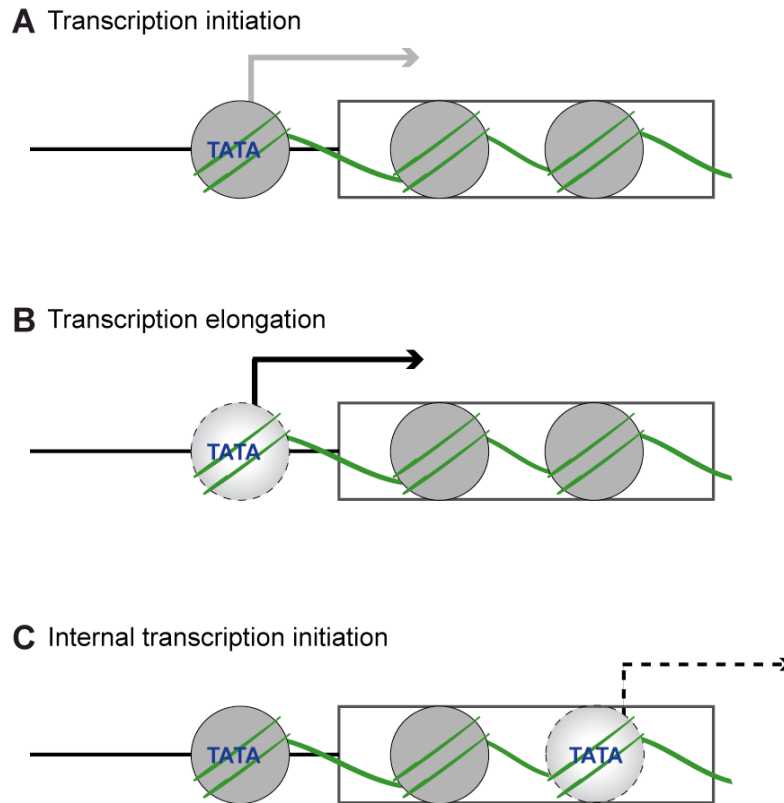 A Transcription initiation
TATA
B Transcription elongation
TATA
C Internal transcription initiation
TATA TATA